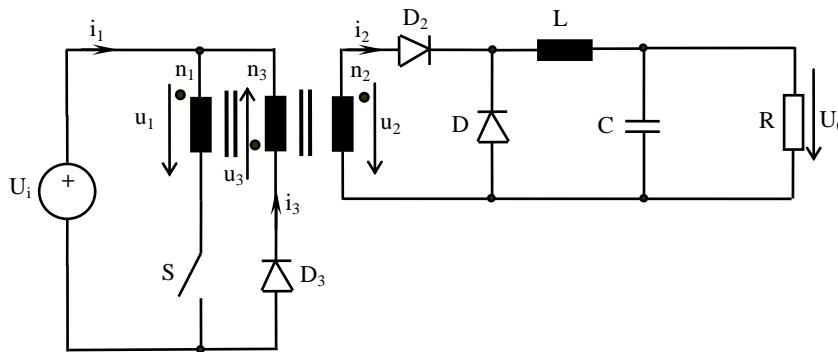 i₁
i₂
D₂
L
n₁
n₃
n₂
u₁
u₂
D
C
R
u₃
Uᵢ
+
i₃
S
D₃